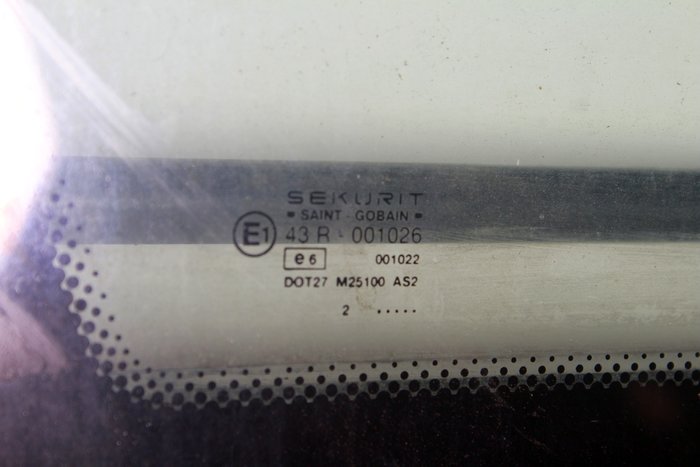 SEKURIT
▪ SAINT - GOBAIN ▪
E1 43 R - 001026
e6 001022
DOT27 M25100 AS2
2 .....